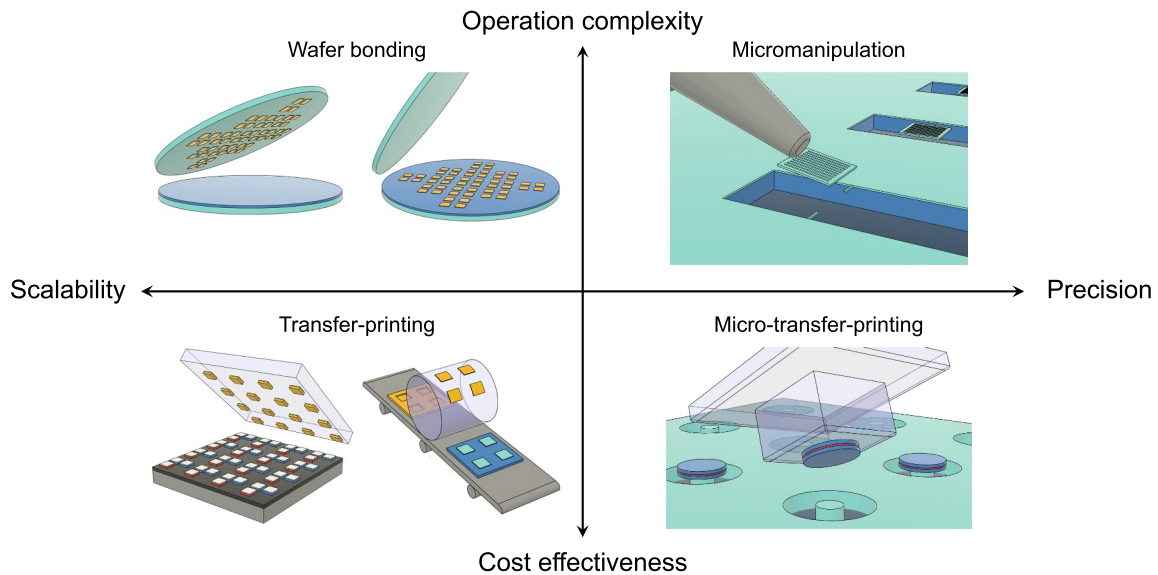 Operation complexity
Wafer bonding
Micromanipulation
Scalability
Precision
Transfer-printing
Micro-transfer-printing
Cost effectiveness